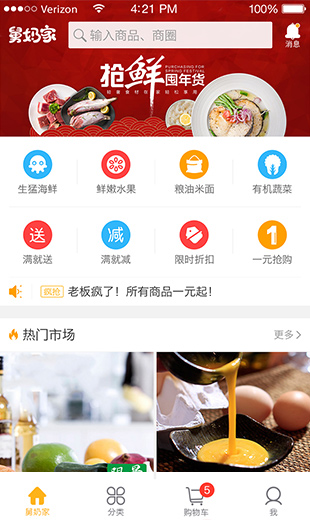 Verizon 4:21 PM 100%
舅奶家
输入商品、商圈
消息
抢鲜
PURCHASING FOR
SPRING FESTIVAL
囤年货
生猛海鲜 鲜嫩水果 粮油米面 有机蔬菜
送 减 1
满就送 满就减 限时折扣 一元抢购
疯抢 老板疯了！所有商品一元起！
热门市场 更多
5
舅奶家 分类 购物车 我